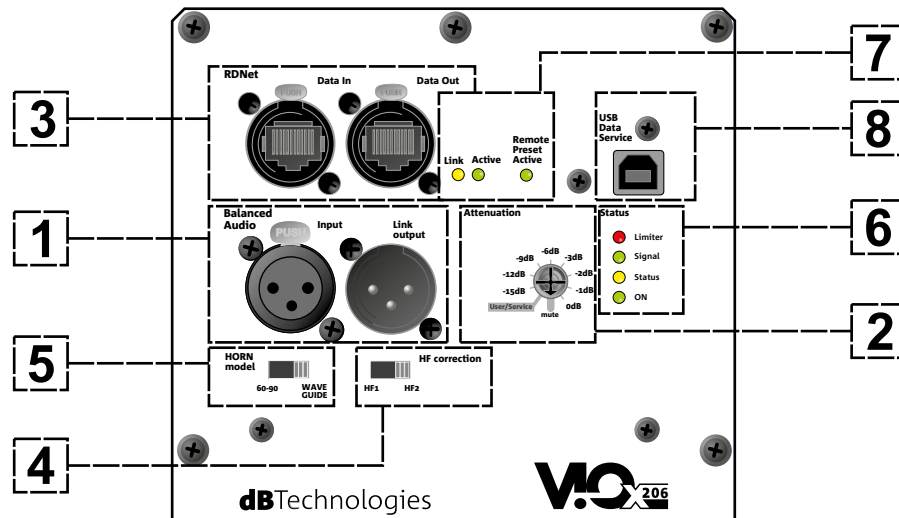 RDNet
Data In
Data Out
PUSH
PUSH
Link
Active
Remote
Preset
Active
USB
Data
Service
3
7
8
Balanced
Audio
PUSH
Input
Link
output
Attenuation
-15dB
-12dB
-9dB
-6dB
-3dB
-2dB
-1dB
0dB
User/Service
mute
Status
Limiter
Signal
Status
ON
1
6
2
HORN
model
60-90
WAVE
GUIDE
HF correction
HF1
HF2
5
4
dBTechnologies
VIO X206